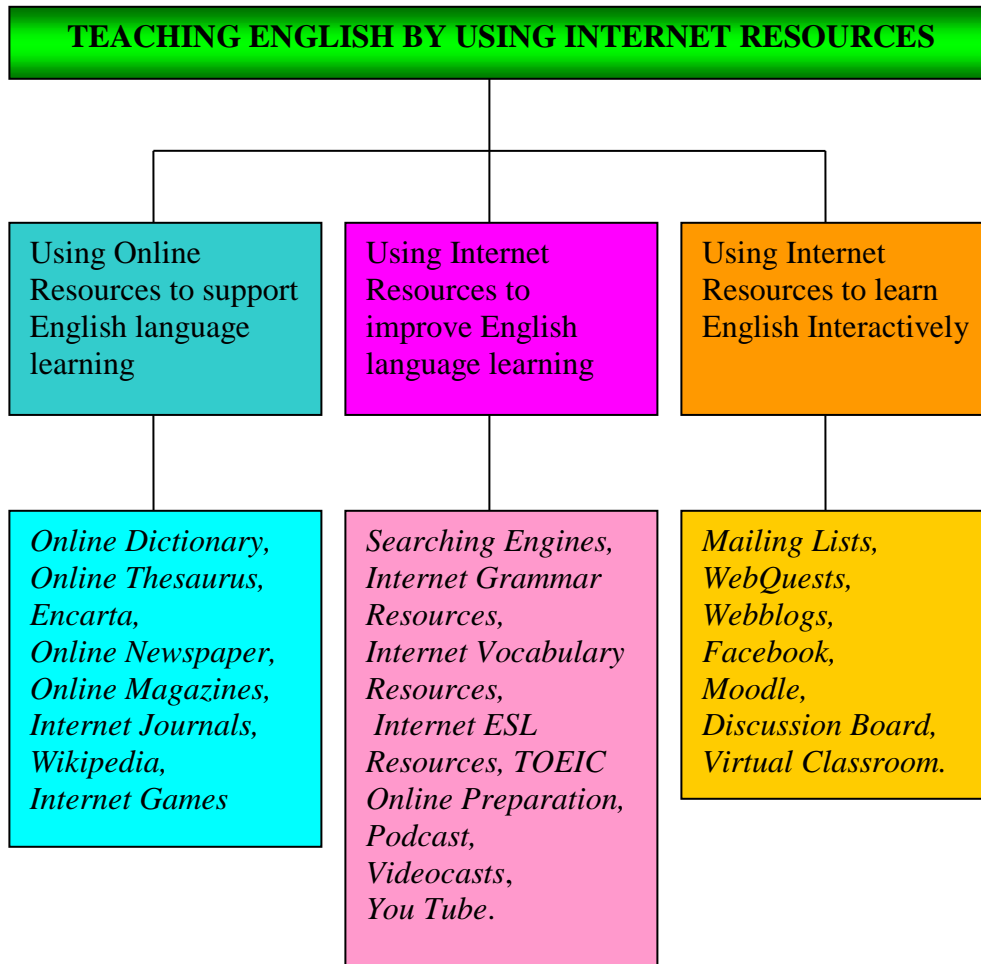 TEACHING ENGLISH BY USING INTERNET RESOURCES
Using Online
Resources to support
English language
learning
Using Internet
Resources to
improve English
language learning
Using Internet
Resources to learn
English Interactively
Online Dictionary,
Online Thesaurus,
Encarta,
Online Newspaper,
Online Magazines,
Internet Journals,
Wikipedia,
Internet Games
Searching Engines,
Internet Grammar
Resources,
Internet Vocabulary
Resources,
Internet ESL
Resources, TOEIC
Online Preparation,
Podcast,
Videocasts,
You Tube.
Mailing Lists,
WebQuests,
Webblogs,
Facebook,
Moodle,
Discussion Board,
Virtual Classroom.